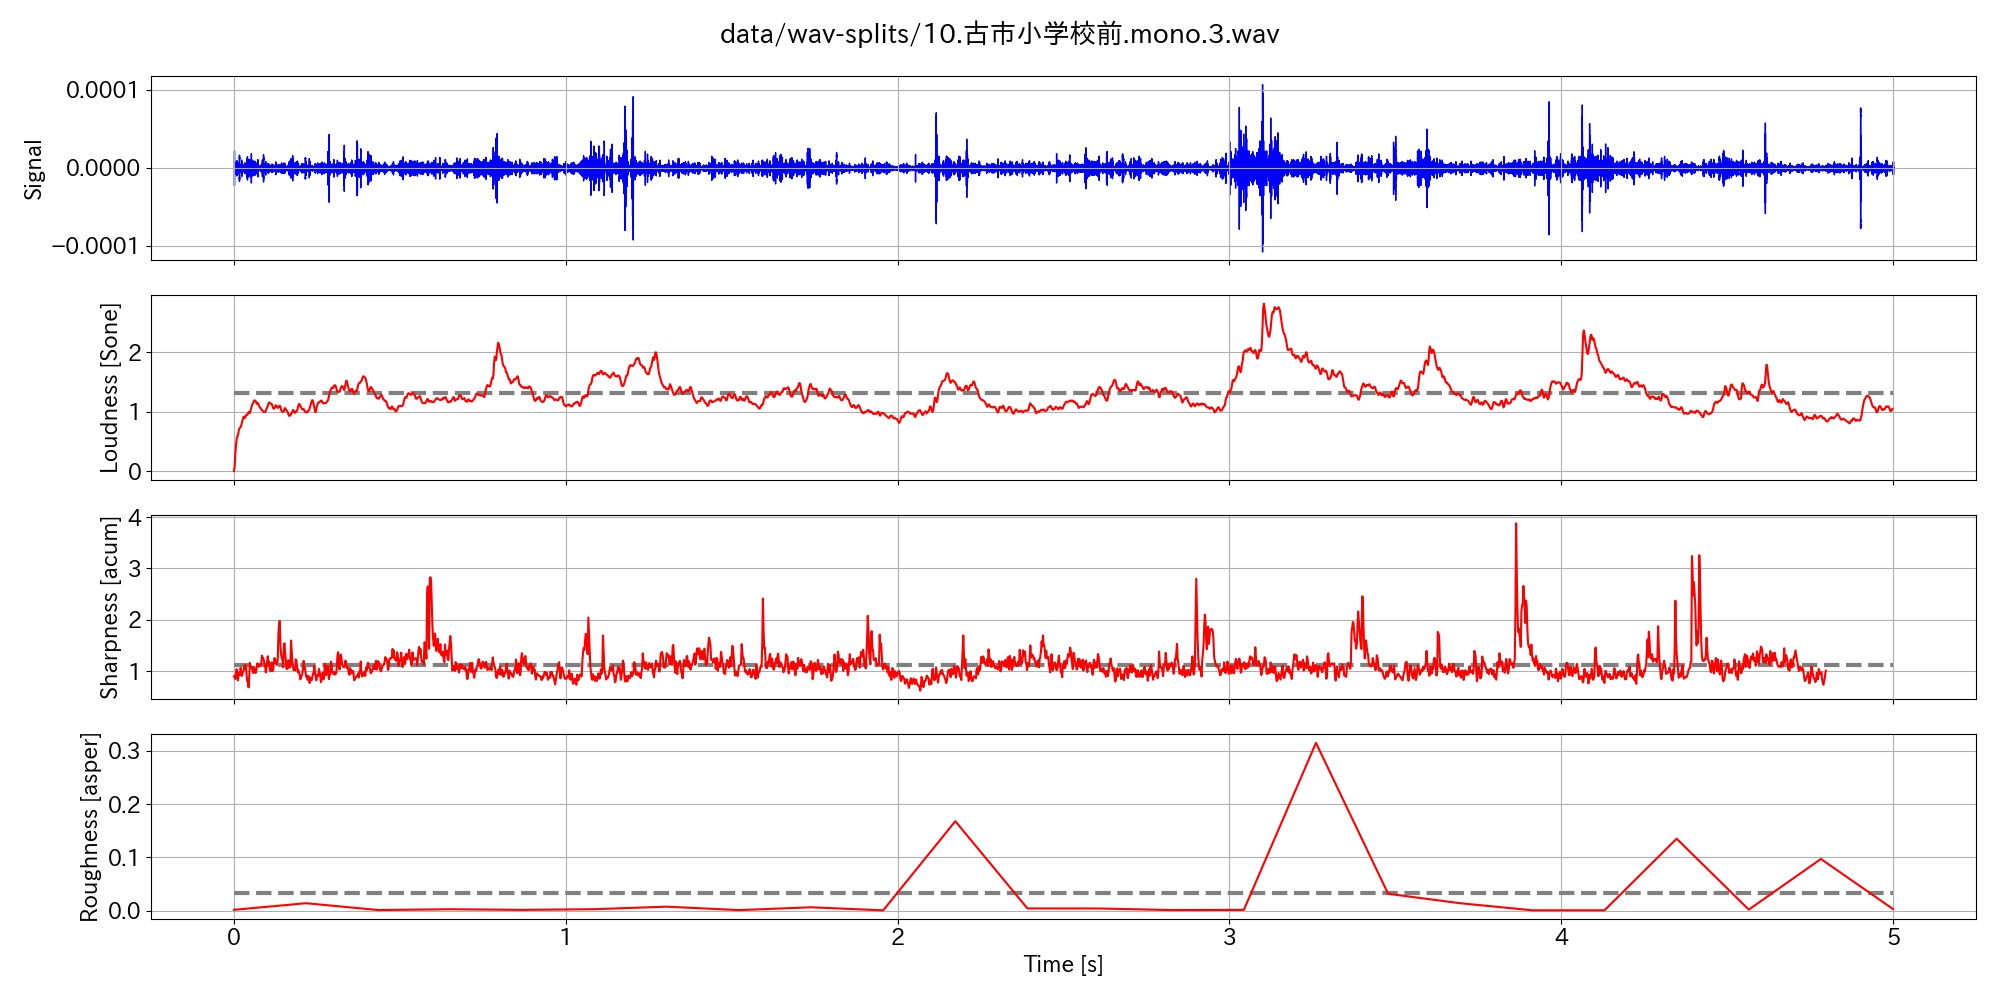 data/wav-splits/10.古市小学校前.mono.3.wav
0.0001
0.0000
−0.0001
Signal
2
1
0
Loudness [Sone]
4
3
2
1
Sharpness [acum]
0.3
0.2
0.1
0.0
Roughness [asper]
0 1 2 3 4 5
Time [s]